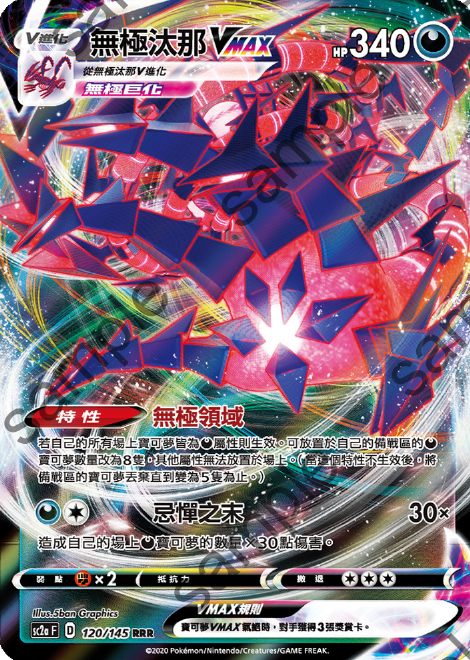 V進化
無極汰那VMAX
HP340
從無極汰那V進化
無極巨化
特性 無極領域
若自己的所有場上寶可夢皆為屬性則生效。可放置於自己的備戰區的
寶可夢數量改為8隻,其他屬性無法放置於場上。(當這個特性不生效後,將
備戰區的寶可夢丟棄直到變為5隻為止。)
忌憚之末 30×
造成自己的場上寶可夢的數量×30點傷害。
弱點 ×2 抵抗力 撤退
Illus.5ban Graphics
VMAX規則
sc2a F D 120/145 RRR
寶可夢VMAX氣絕時,對手獲得3張獎賞卡。
©2020 Pokémon/Nintendo/Creatures/GAME FREAK.
sample
sample
sample
sample
sample
sample